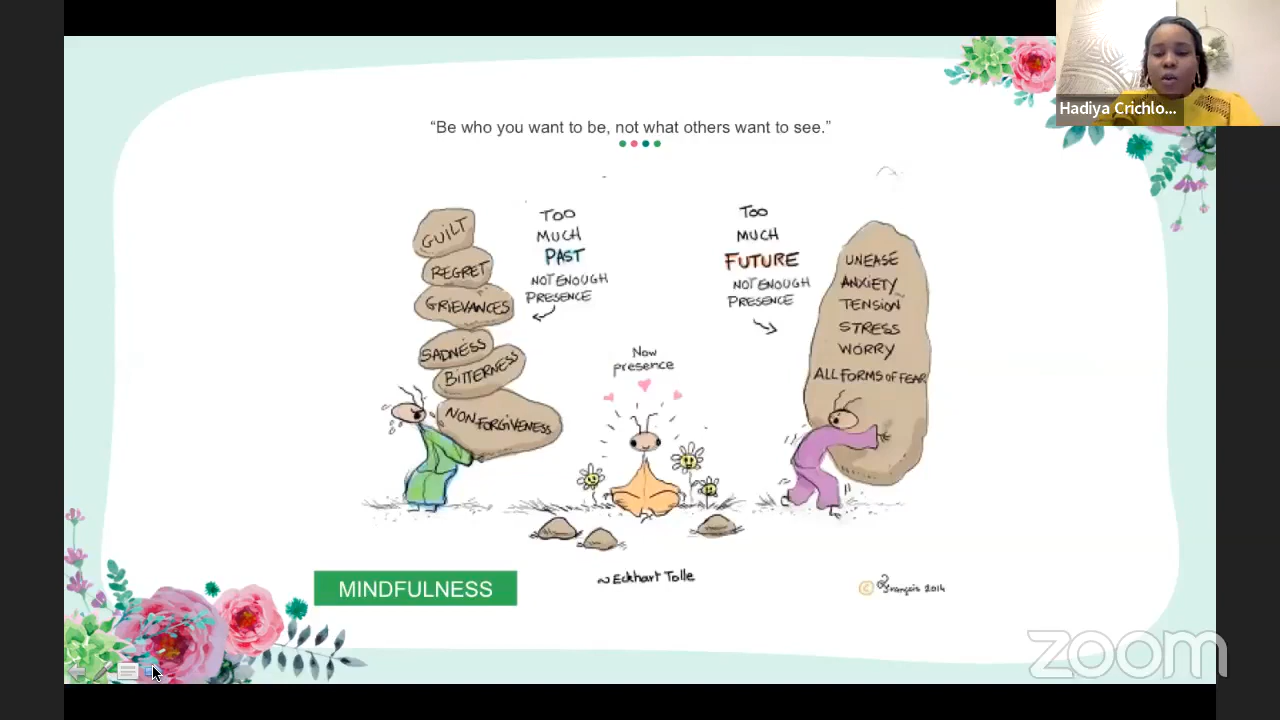 Hadiya Crichlo...
“Be who you want to be, not what others want to see.”
TOO
MUCH
PAST
NOT ENOUGH
PRESENCE
GUILT
REGRET
GRIEVANCES
SADNESS
BITTERNESS
NON FORGIVENESS
Now
presence
TOO
MUCH
FUTURE
NOT ENOUGH
PRESENCE
UNEASE
ANXIETY
TENSION
STRESS
WORRY
ALL FORMS OF FEAR
~Eckhart Tolle
© François 2014
MINDFULNESS
zoom